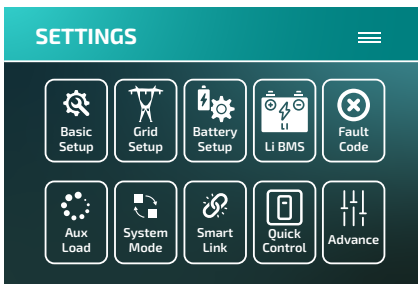 SETTINGS
Basic
Setup
Grid
Setup
Battery
Setup
LI
Li BMS
Fault
Code
Aux
Load
System
Mode
Smart
Link
Quick
Control
Advance